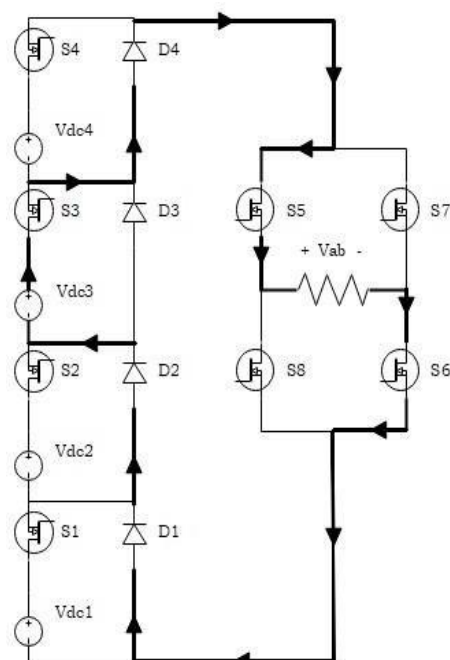 S4
D4
Vdc4
S3
D3
S5
S7
+ Vab -
Vdc3
S2
D2
S8
S6
Vdc2
S1
D1
Vdc1